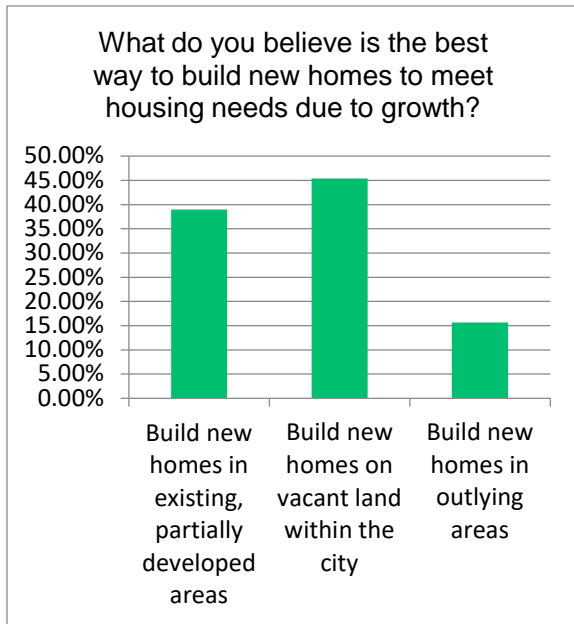 What do you believe is the best
way to build new homes to meet
housing needs due to growth?
50.00%
45.00%
40.00%
35.00%
30.00%
25.00%
20.00%
15.00%
10.00%
5.00%
0.00%
Build new
homes in
existing,
partially
developed
areas
Build new
homes on
vacant land
within the
city
Build new
homes in
outlying
areas